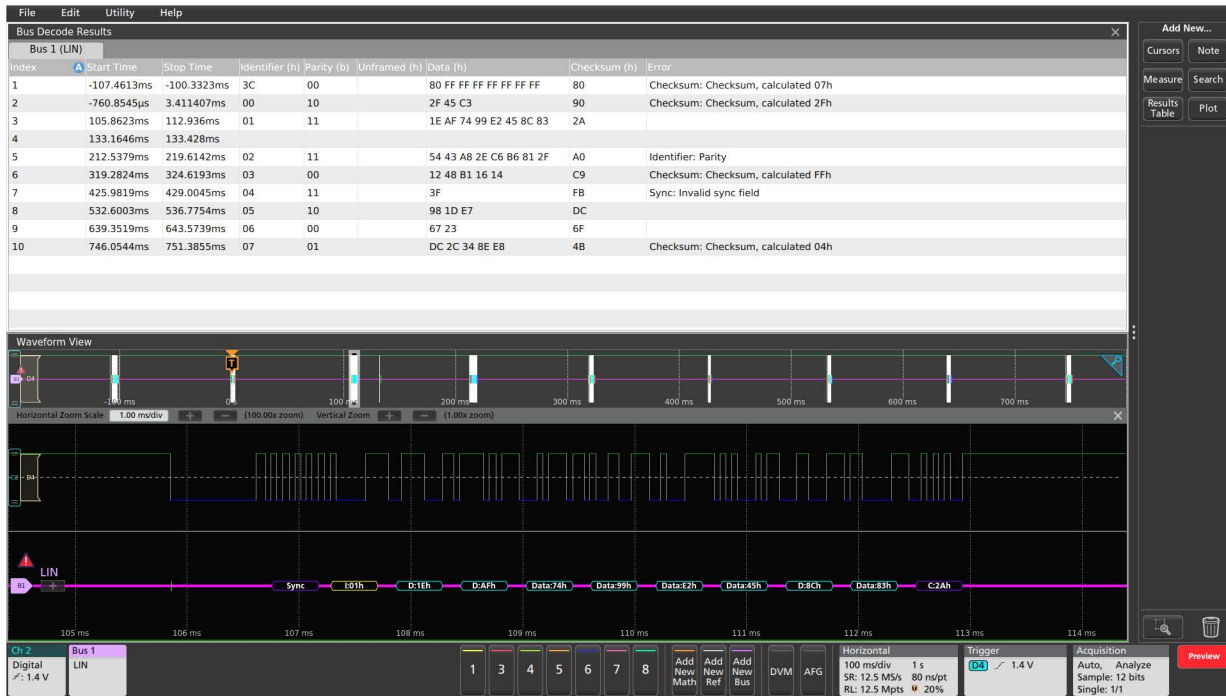 File Edit Utility Help
Bus Decode Results
Bus 1 (LIN)
Index A Start Time Stop Time Identifier (h) Parity (b) Unframed (h) Data (h) Checksum (h) Error
1 -107.4613ms -100.3323ms 3C 00 80 FF FF FF FF FF FF FF 80 Checksum: Checksum, calculated 07h
2 -760.8545µs 3.411407ms 00 10 2F 45 C3 90 Checksum: Checksum, calculated 2Fh
3 105.8623ms 112.936ms 01 11 1E AF 74 99 E2 45 8C 83 2A
4 133.1646ms 133.428ms
5 212.5379ms 219.6142ms 02 11 54 43 A8 2E C6 B6 81 2F A0 Identifier: Parity
6 319.2824ms 324.6193ms 03 00 12 48 B1 16 14 C9 Checksum: Checksum, calculated FFh
7 425.9819ms 429.0045ms 04 11 3F FB Sync: Invalid sync field
8 532.6003ms 536.7754ms 05 10 98 1D E7 DC
9 639.3519ms 643.5739ms 06 00 67 23 6F
10 746.0544ms 751.3855ms 07 01 DC 2C 34 8E E8 4B Checksum: Checksum, calculated 04h
Waveform View
T
D4
0 s 200 ms 300 ms 400 ms 500 ms 600 ms 700 ms
Horizontal Zoom Scale 1.00 ms/div + − (100.00x zoom) Vertical Zoom + − (1.00x zoom)
C2 D4
LIN
B1 + Sync I:01h D:1Eh D:AFh Data:74h Data:99h Data:E2h Data:45h D:8Ch Data:83h C:2Ah
105 ms 106 ms 107 ms 108 ms 109 ms 110 ms 111 ms 112 ms 113 ms 114 ms
Add New...
Cursors Note
Measure Search
Results Table Plot
Ch 2
Digital
1.4 V
Bus 1
LIN
1 3 4 5 6 7 8
Add New Math
Add New Ref
Add New Bus
DVM AFG
Horizontal
100 ms/div 1 s
SR: 12.5 MS/s 80 ns/pt
RL: 12.5 Mpts 20%
Trigger
D4 1.4 V
Acquisition
Auto, Analyze
Sample: 12 bits
Single: 1/1
Preview